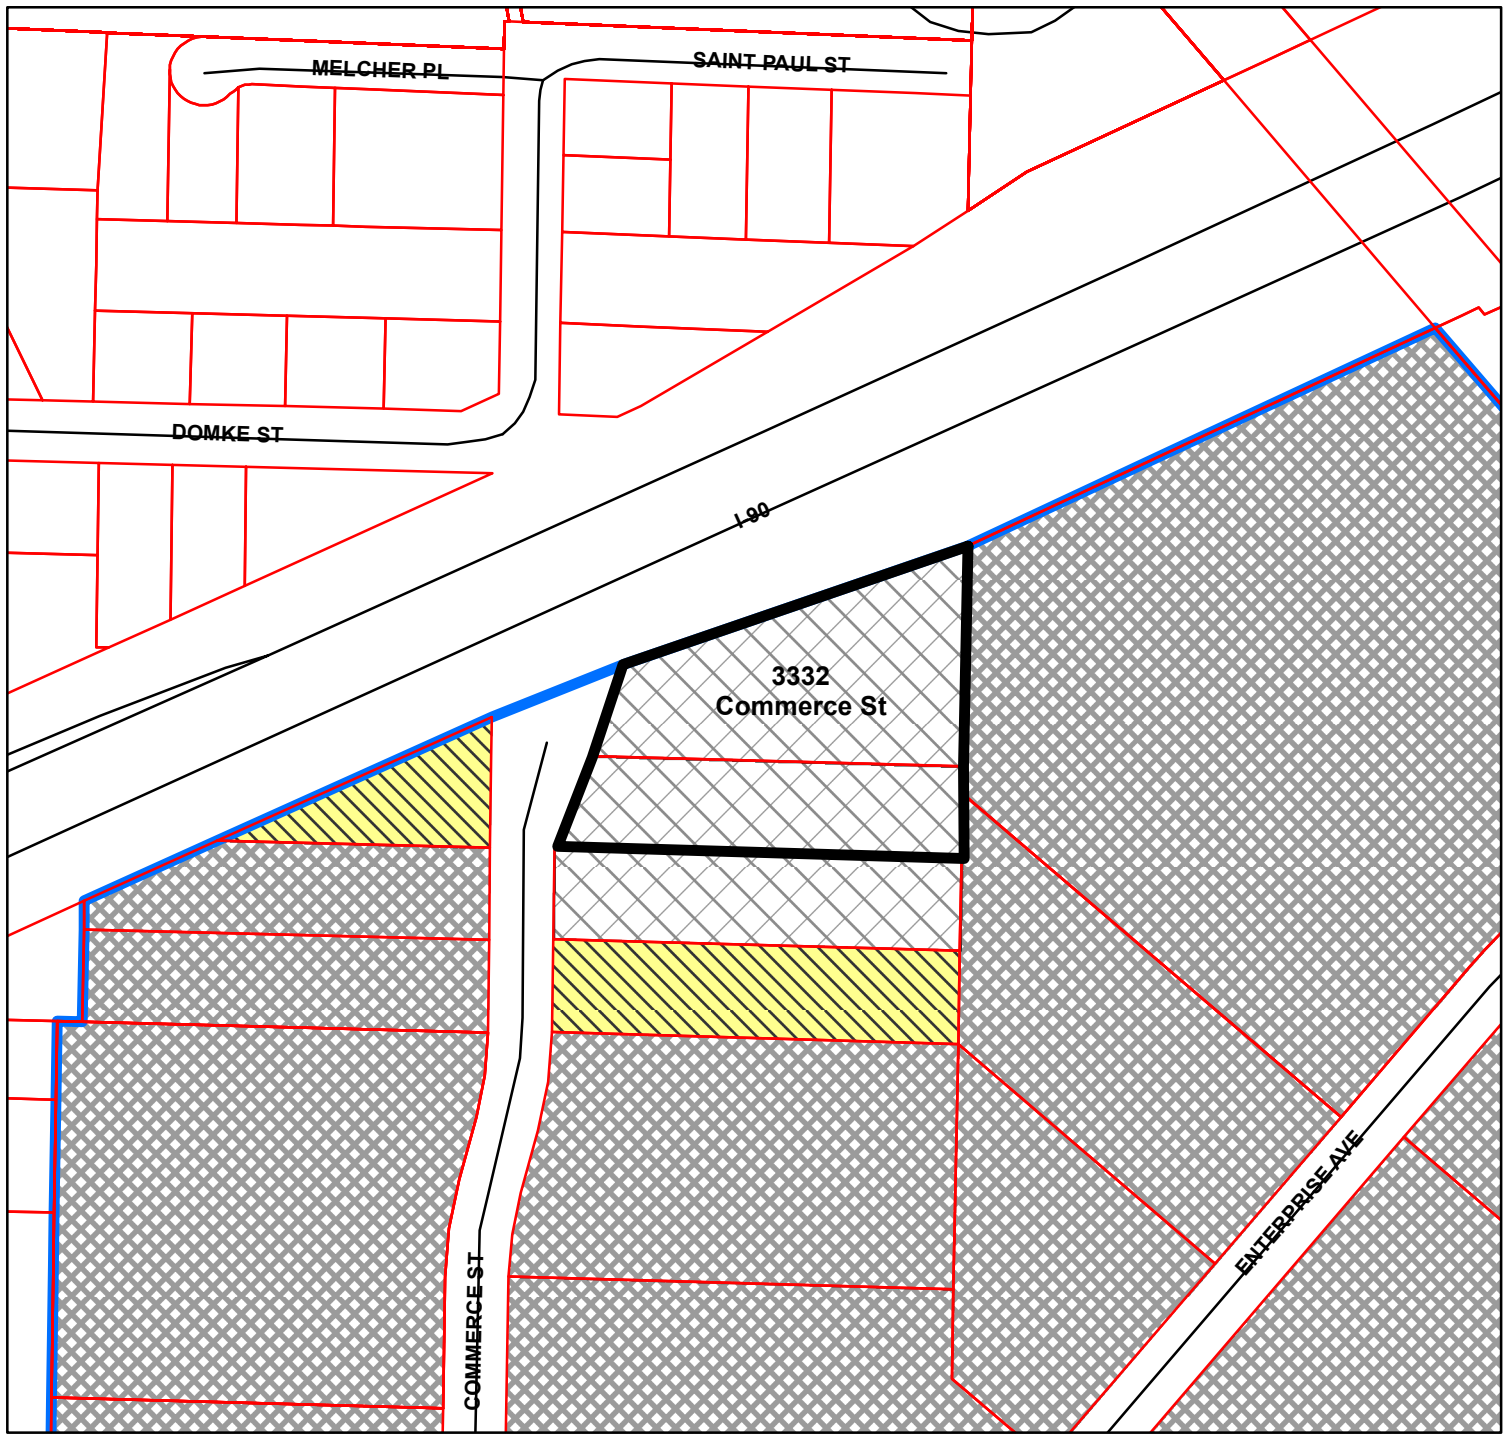 MELCHER PL
SAINT PAUL ST
DOMKE ST
I-90
3332
Commerce St
ENTERPRISE AVE
COMMERCE ST